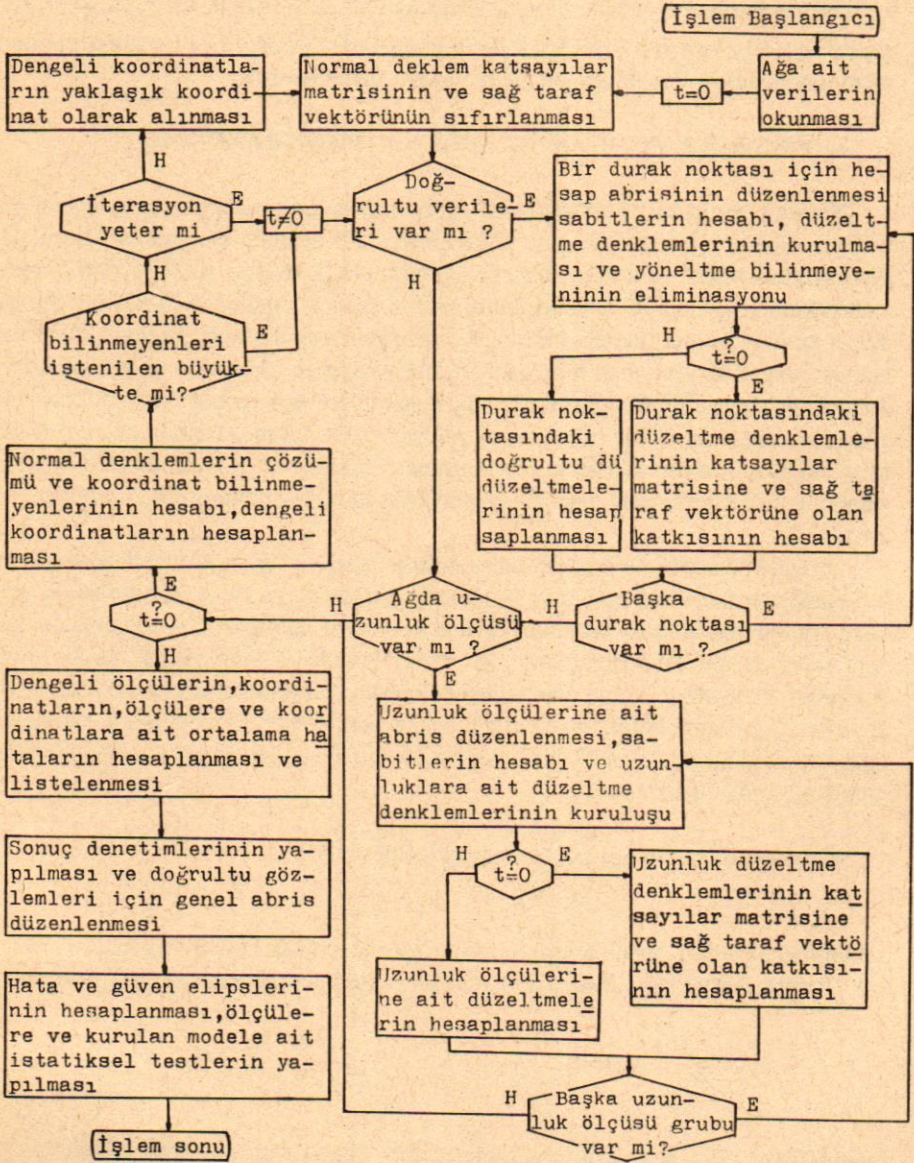 İşlem Başlangıcı
Ağa ait
verilerin
okunması
t=0
Normal deklem katsayılar
matrisinin ve sağ taraf
vektörünün sıfırlanması
Dengeli koordinatla-
rın yaklaşık koordi-
nat olarak alınması
H
İterasyon
yeter mi
E
t≠0
Doğ-
rultu verile-
ri var mı ?
E
H
Bir durak noktası için he-
sap abrisinin düzenlenmesi
sabitlerin hesabı, düzelt-
me denklemlerinin kurulma-
sı ve yöneltme bilinmeye-
ninin eliminasyonu
H
Koordinat
bilinmeyenleri
istenilen büyük-
te mi?
E
H
?
t=0
E
Durak nok-
tasındaki
doğrultu dü
düzeltmele-
rinin hesap
saplanması
Durak noktasındaki
düzeltme denklemle-
rinin katsayılar
matrisine ve sağ ta
raf vektörüne olan
katkısının hesabı
Normal denklemlerin çözü-
mü ve koordinat bilinme-
yenlerinin hesabı,dengeli
koordinatların hesaplan-
ması
E
?
t=0
H
H
Ağda u-
zunluk ölçüsü
var mı ?
E
H
Başka
durak noktası
var mı ?
E
Dengeli ölçülerin,koordi-
natların,ölçülere ve koor
dinatlara ait ortalama ha
taların hesaplanması ve
listelenmesi
Uzunluk ölçülerine ait
abris düzenlenmesi,sa-
bitlerin hesabı ve uzun-
luklara ait düzeltme
denklemlerinin kuruluşu
Sonuç denetimlerinin ya-
pılması ve doğrultu göz-
lemleri için genel abris
düzenlenmesi
H
?
t=0
E
Uzunluk düzeltme
denklemlerinin kat
sayılar matrisine
ve sağ taraf vektö
rüne olan katkısı-
nın hesaplanması
Uzunluk ölçüleri-
ne ait düzeltmele
rin hesaplanması
Hata ve güven elipsleri-
nin hesaplanması,ölçüle-
re ve kurulan modele ait
istatiksel testlerin ya-
pılması
H
Başka uzun-
luk ölçüsü grubu
var mi?
E
İşlem sonu